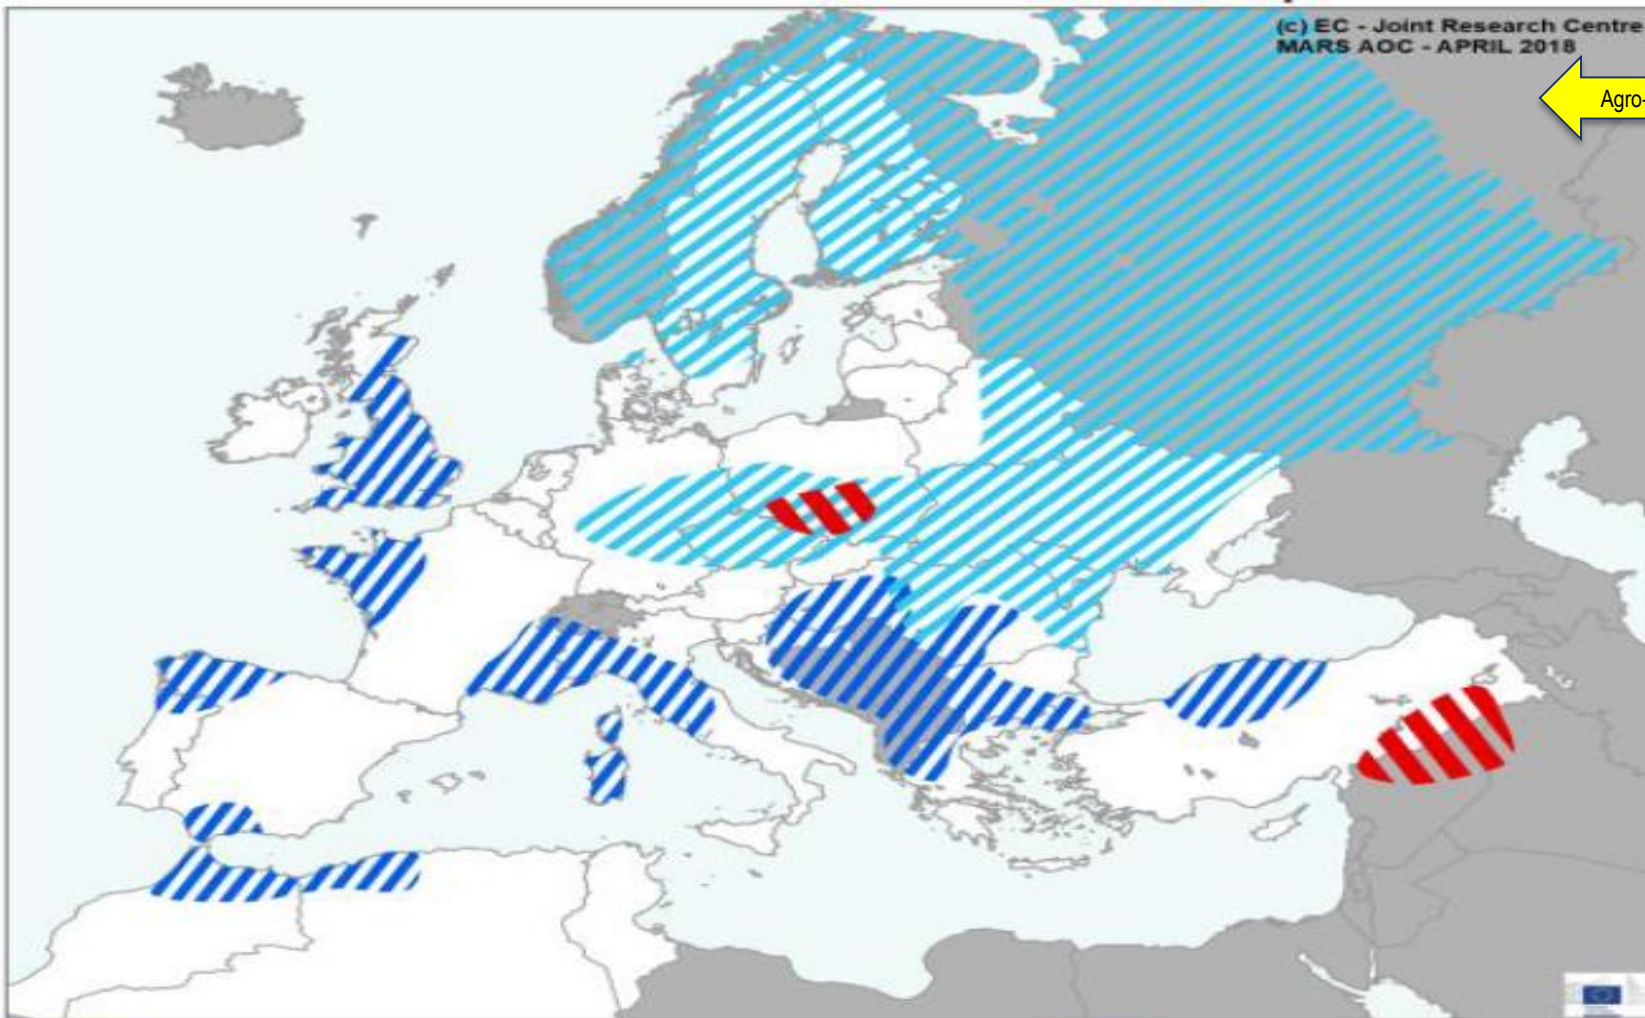 (c) EC - Joint Research Centre
MARS AOC - APRIL 2018
Agro-